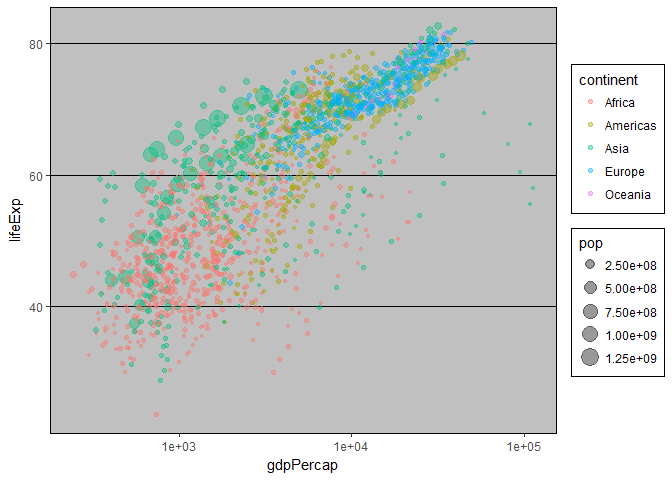 80
60
40
lifeExp
1e+03
1e+04
1e+05
gdpPercap
continent
Africa
Americas
Asia
Europe
Oceania
pop
2.50e+08
5.00e+08
7.50e+08
1.00e+09
1.25e+09